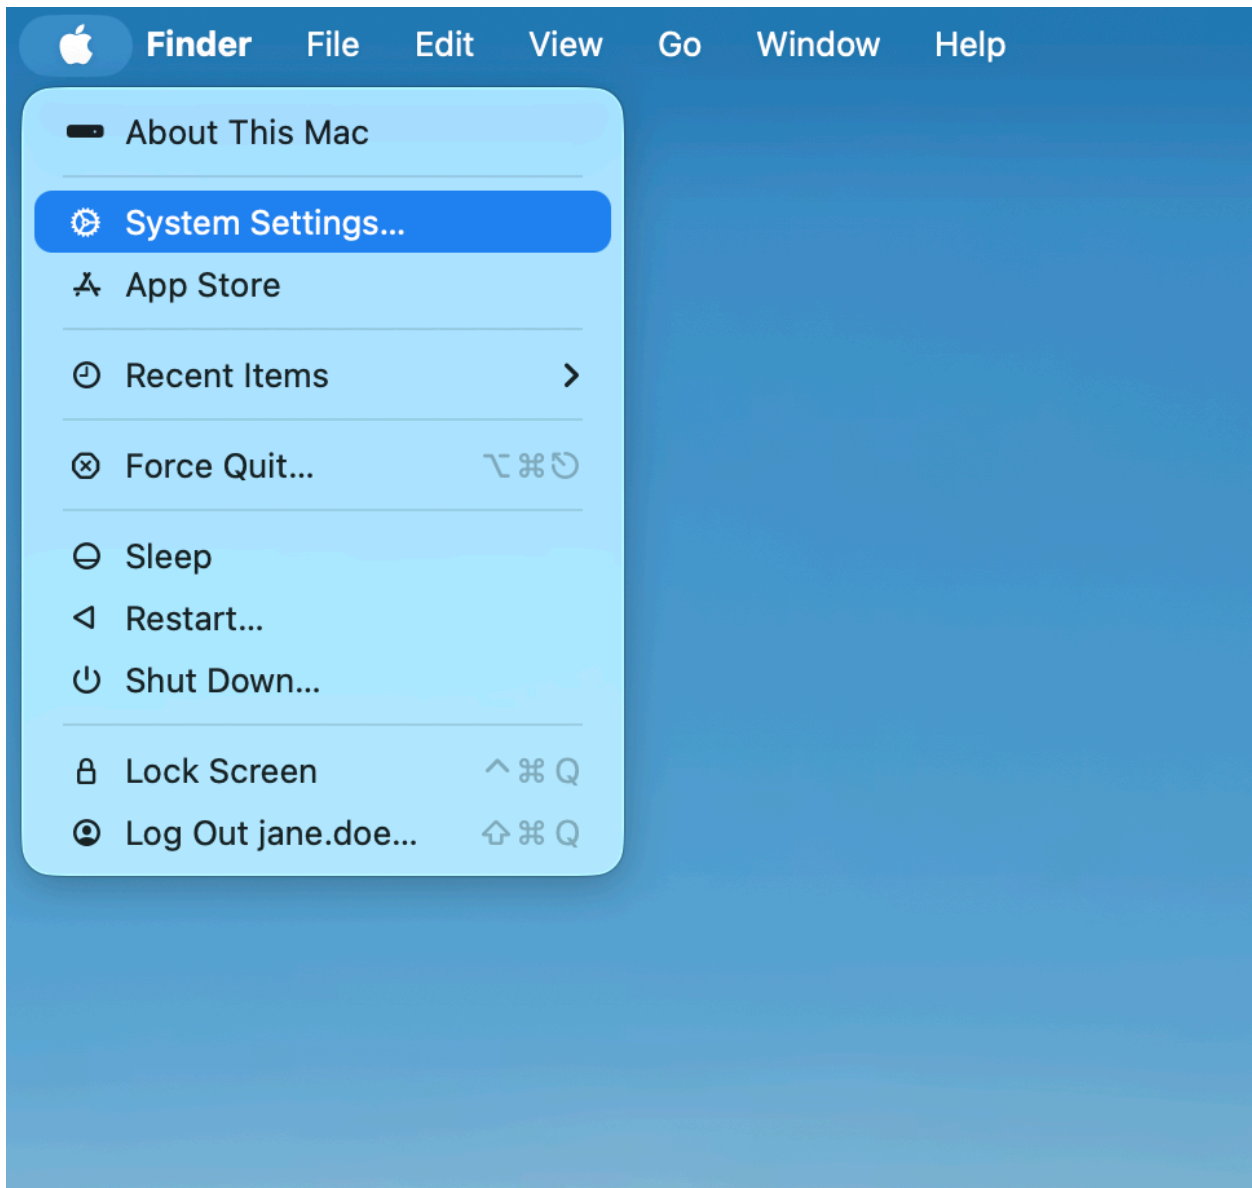 Finder File Edit View Go Window Help
About This Mac
System Settings...
App Store
Recent Items
Force Quit... ⌥⌘⎋
Sleep
Restart...
Shut Down...
Lock Screen ^⌘Q
Log Out jane.doe... ⇧⌘Q